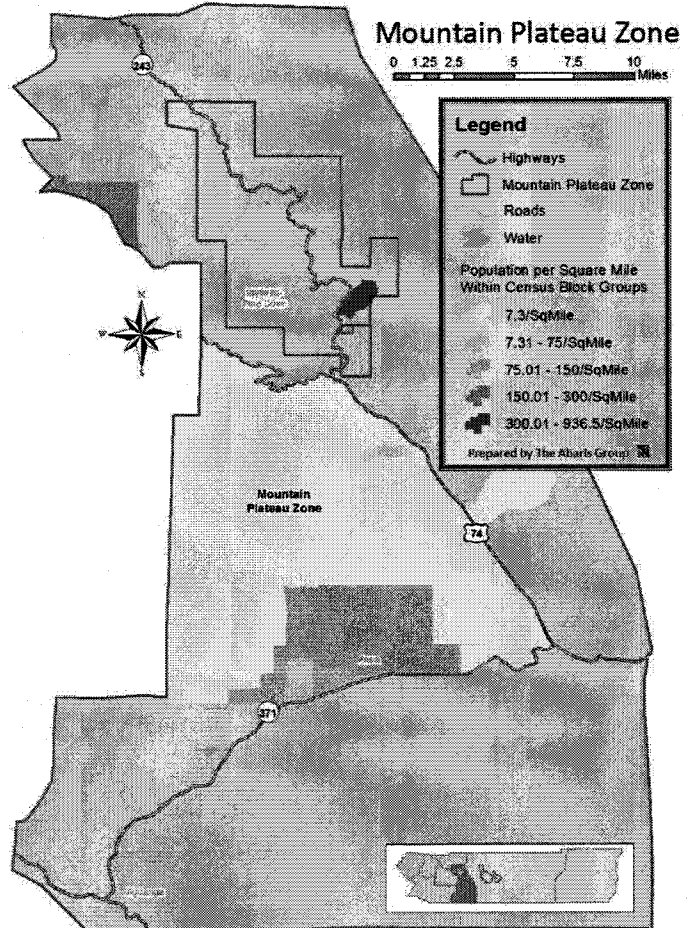 Mountain Plateau Zone
0 1.25 2.5 5 7.5 10
Miles
243
Legend
Highways
Mountain Plateau Zone
Roads
Water
Population per Square Mile
Within Census Block Groups
7.3/SqMile
7.31 - 75/SqMile
75.01 - 150/SqMile
150.01 - 300/SqMile
300.01 - 936.5/SqMile
Prepared by The Abaris Group
N
W E
S
Mountain
Plateau Zone
74
371